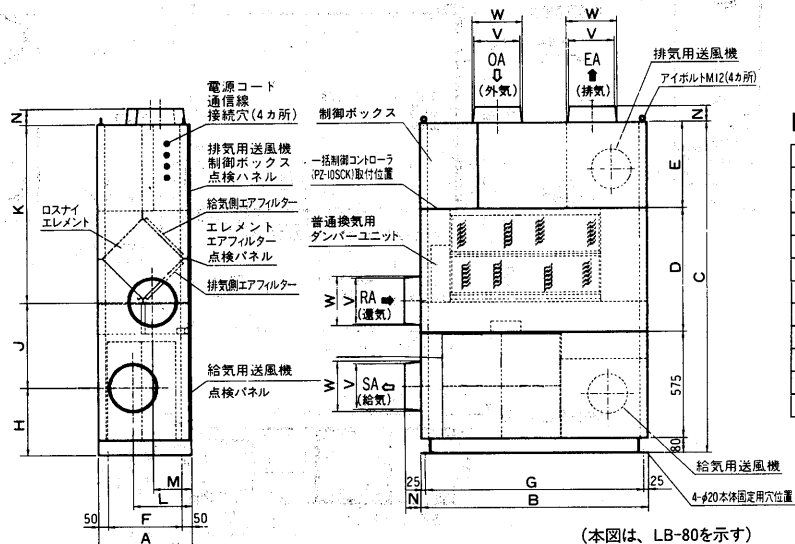 電源コード
通信線
接続穴(4カ所)
排気用送風機
制御ボックス
点検パネル
給気側エアフィルター
エレメント
エアフィルター
点検パネル
排気側エアフィルター
ロスナイ
エレメント
給気用送風機
点検パネル
N
K
J
H
M
L
50
F
50
A
W
V
OA
(外気)
W
V
EA
(排気)
排気用送風機
アイボルトM12(4カ所)
制御ボックス
一括制御コントローラ
(PZ-10SCK)取付位置
普通換気用
ダンパーユニット
W
V
RA
(還気)
W
V
SA
(給気)
N
E
D
C
575
80
給気用送風機
4-φ20本体固定用穴位置
25
G
25
N
B
(本図は、LB-80を示す)